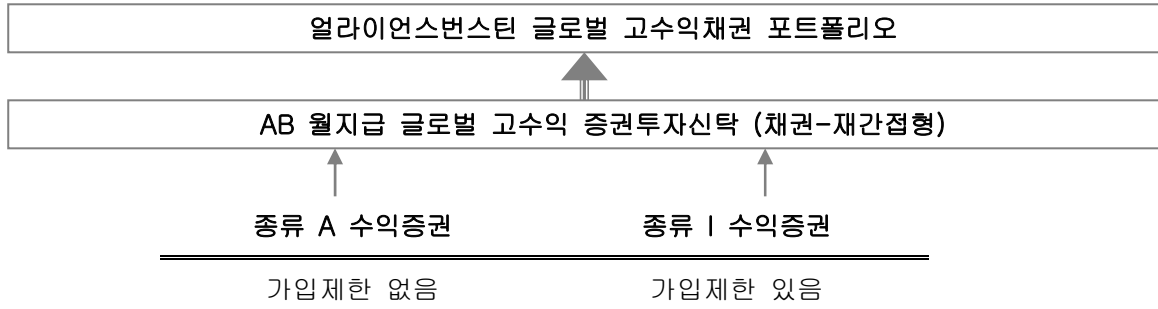 얼라이언스번스틴 글로벌 고수익채권 포트폴리오
AB 월지급 글로벌 고수익 증권투자신탁 (채권-재간접형)
종류 A 수익증권 종류 I 수익증권
가입제한 없음 가입제한 있음